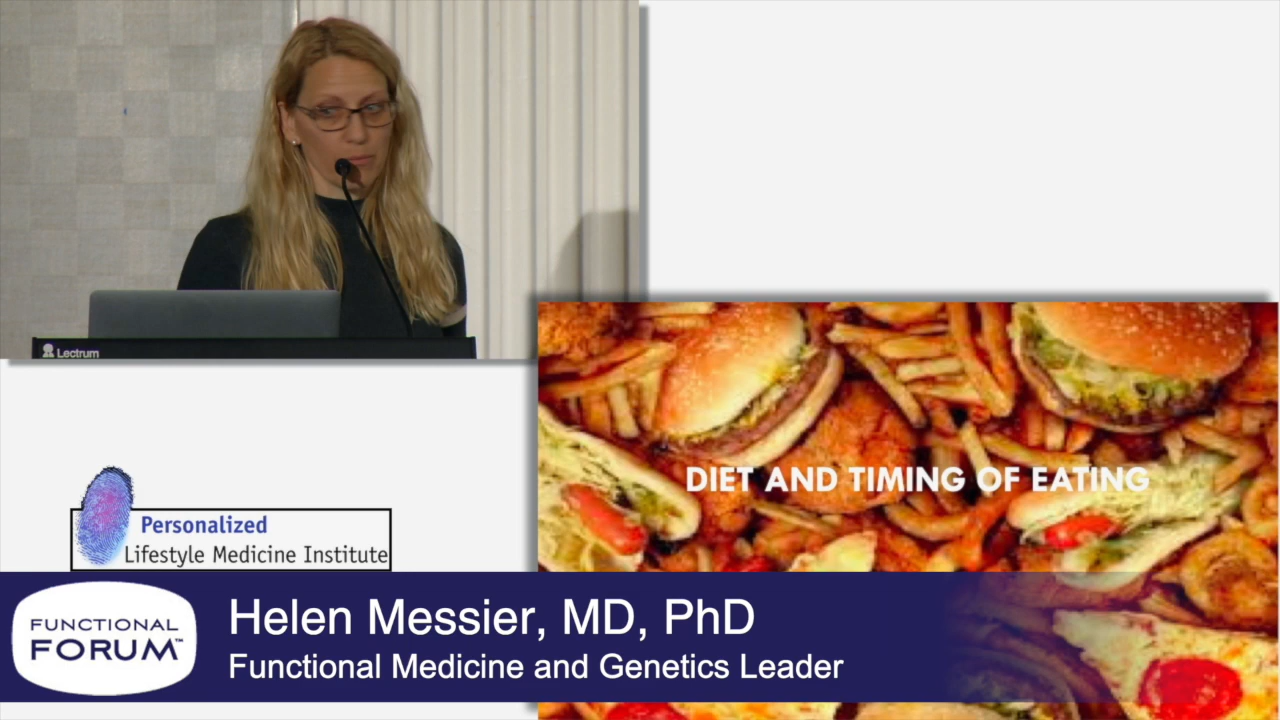 Lectrum
DIET AND TIMING OF EATING
Personalized
Lifestyle Medicine Institute
FUNCTIONAL
FORUM™
Helen Messier, MD, PhD
Functional Medicine and Genetics Leader